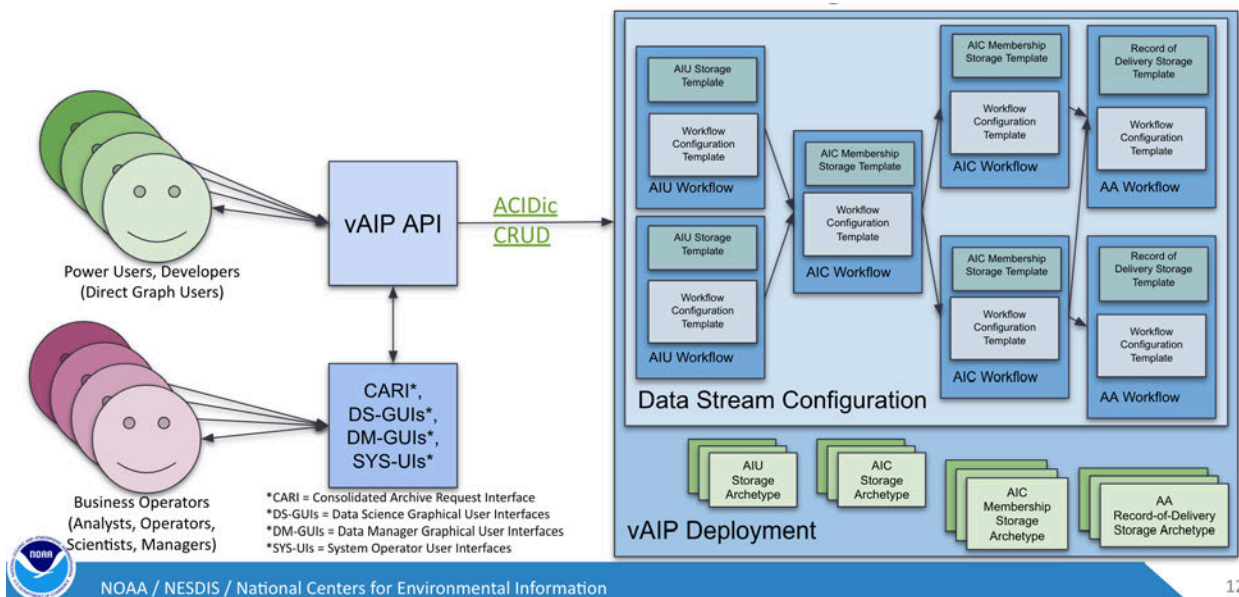 Power Users, Developers
(Direct Graph Users)
vAIP API
ACIDic
CRUD
Business Operators
(Analysts, Operators,
Scientists, Managers)
CARI*,
DS-GUIs*,
DM-GUIs*,
SYS-UIs*
*CARI = Consolidated Archive Request Interface
*DS-GUIs = Data Science Graphical User Interfaces
*DM-GUIs = Data Manager Graphical User Interfaces
*SYS-UIs = System Operator User Interfaces
AIU Storage
Template
Workflow
Configuration
Template
AIU Workflow
AIU Storage
Template
Workflow
Configuration
Template
AIU Workflow
AIC Membership
Storage Template
Workflow
Configuration
Template
AIC Workflow
AIC Membership
Storage Template
Workflow
Configuration
Template
AIC Workflow
AIC Membership
Storage Template
Workflow
Configuration
Template
AIC Workflow
Record of
Delivery Storage
Template
Workflow
Configuration
Template
AA Workflow
Record of
Delivery Storage
Template
Workflow
Configuration
Template
AA Workflow
Data Stream Configuration
AIU
Storage
Archetype
AIC
Storage
Archetype
AIC
Membership
Storage
Archetype
AA
Record-of-Delivery
Storage Archetype
vAIP Deployment
NOAA
NOAA / NESDIS / National Centers for Environmental Information
12